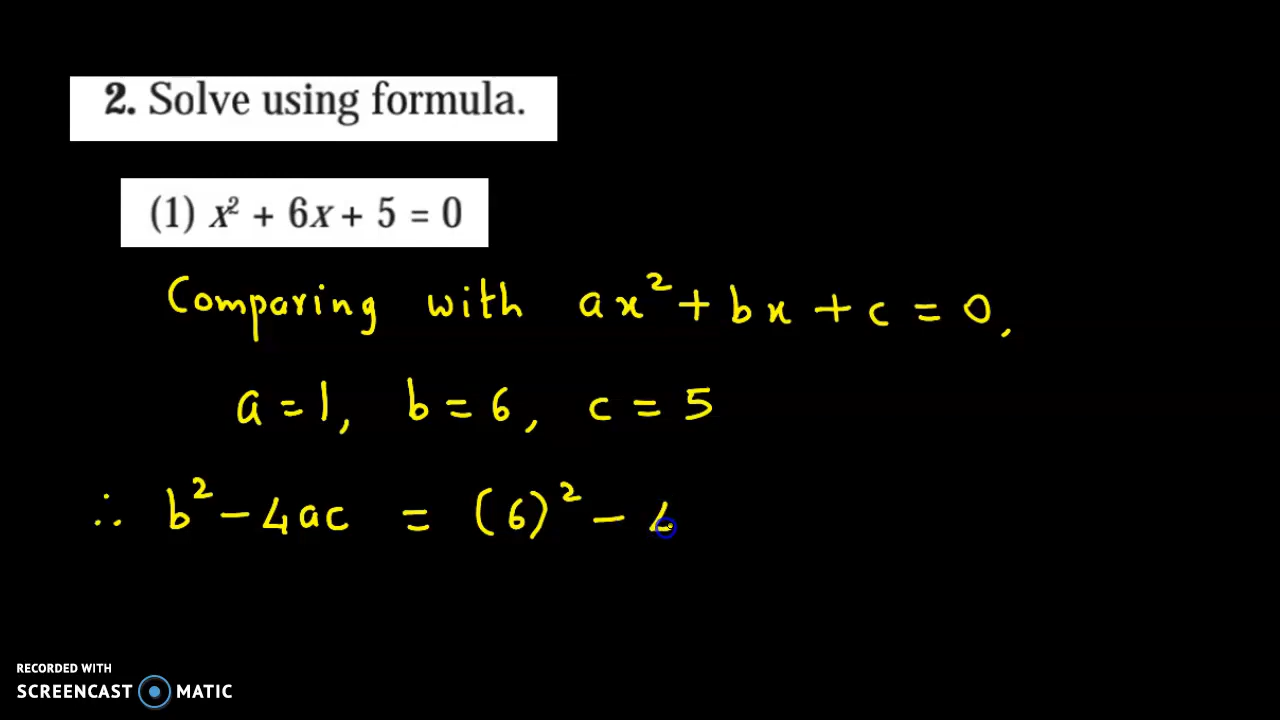 2. Solve using formula.
(1) x² + 6x + 5 = 0
Comparing with ax² + bx + c = 0,
a = 1, b = 6, c = 5
∴ b² - 4ac = (6)² - 4
RECORDED WITH
SCREENCAST MATIC